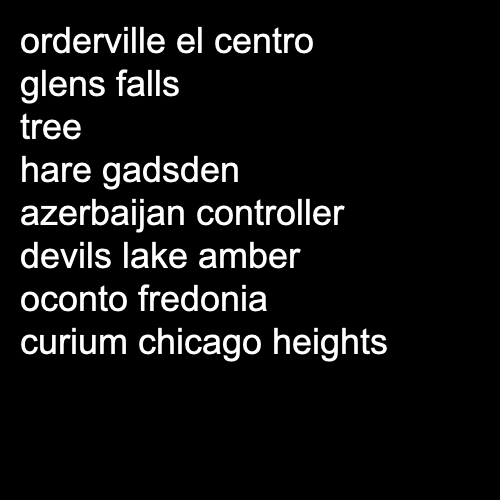 orderville el centro
glens falls
tree
hare gadsden
azerbaijan controller
devils lake amber
oconto fredonia
curium chicago heights